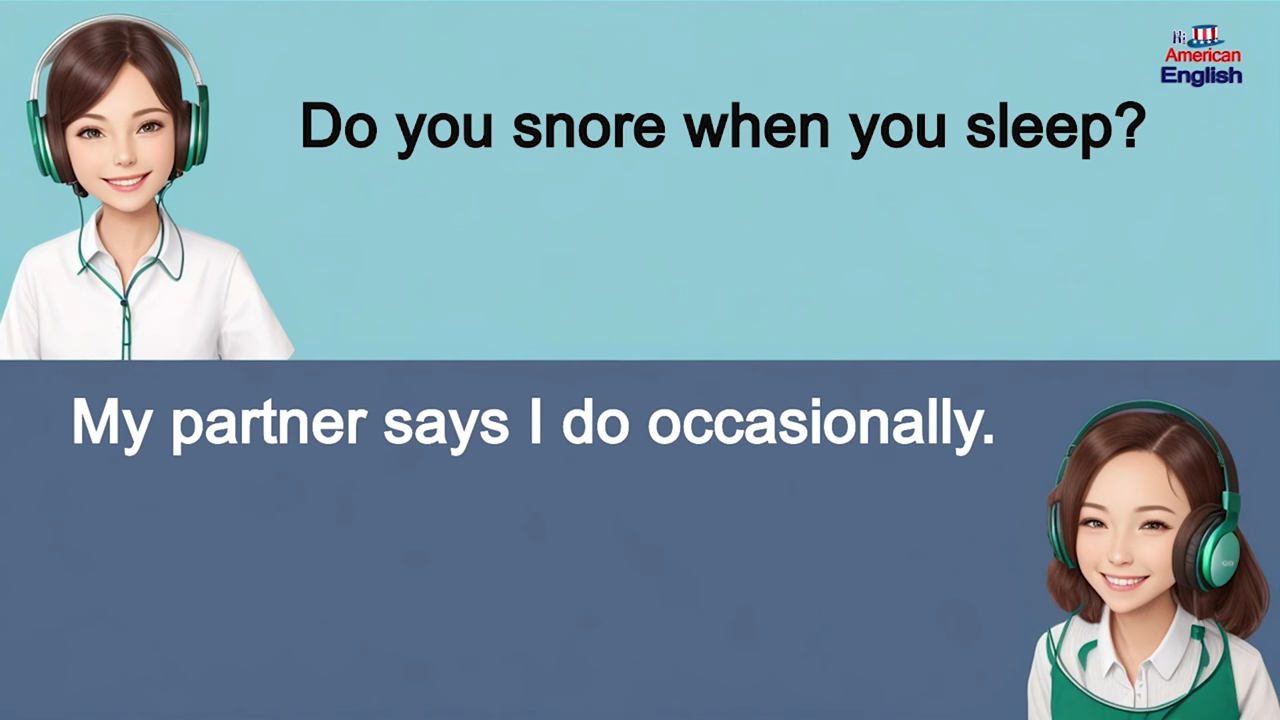 Hi
American
English
Do you snore when you sleep?
My partner says I do occasionally.